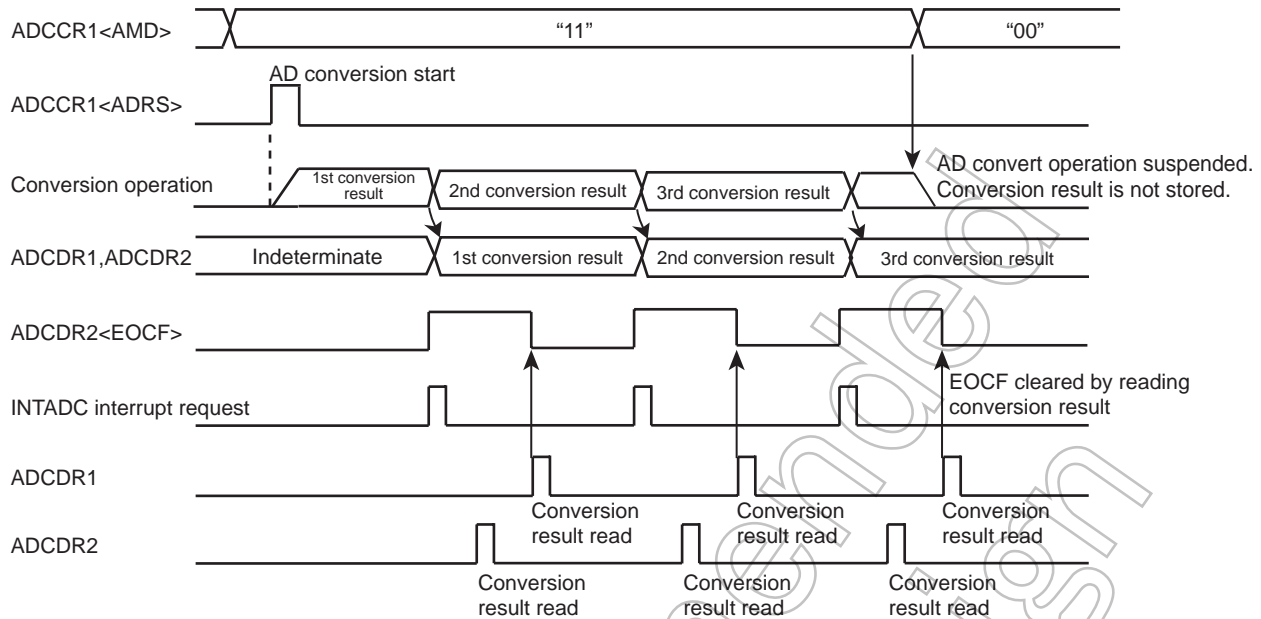 ADCCR1<AMD>
“11”
“00”
AD conversion start
ADCCR1<ADRS>
Conversion operation
1st conversion
result
2nd conversion result
3rd conversion result
AD convert operation suspended.
Conversion result is not stored.
ADCDR1,ADCDR2
Indeterminate
1st conversion result
2nd conversion result
3rd conversion result
ADCDR2<EOCF>
EOCF cleared by reading
conversion result
INTADC interrupt request
ADCDR1
Conversion
result read
Conversion
result read
Conversion
result read
ADCDR2
Conversion
result read
Conversion
result read
Conversion
result read